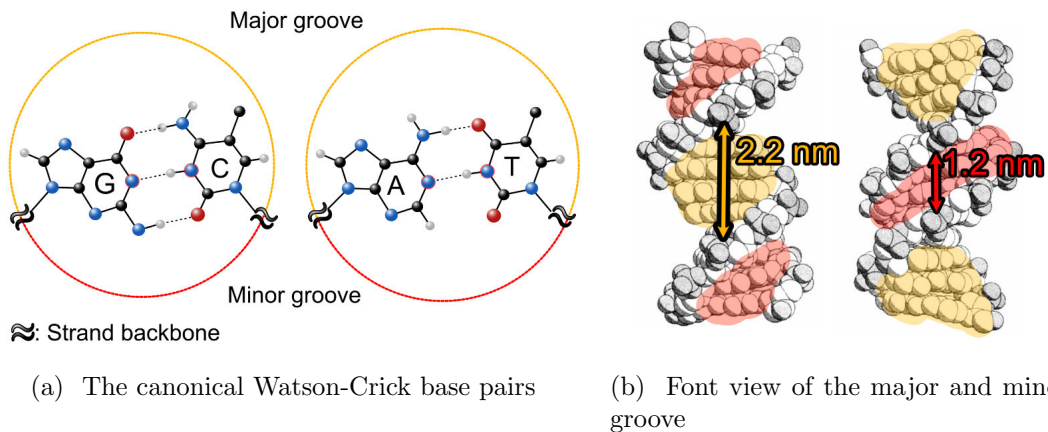 Major groove
G
C
A
T
Minor groove
: Strand backbone
2.2 nm
1.2 nm
(a) The canonical Watson-Crick base pairs
(b) Font view of the major and mino
groove